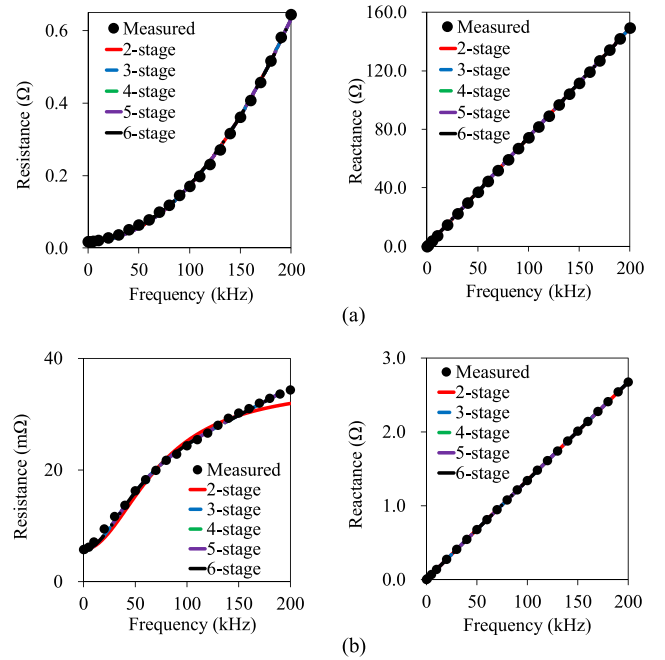 0.6
0.4
0.2
0.0
Resistance (Ω)
Measured
2-stage
3-stage
4-stage
5-stage
6-stage
0 50 100 150 200
Frequency (kHz)
160.0
120.0
80.0
40.0
0.0
Reactance (Ω)
Measured
2-stage
3-stage
4-stage
5-stage
6-stage
0 50 100 150 200
Frequency (kHz)
(a)
40
20
0
Resistance (mΩ)
Measured
2-stage
3-stage
4-stage
5-stage
6-stage
0 50 100 150 200
Frequency (kHz)
3.0
2.0
1.0
0.0
Reactance (Ω)
Measured
2-stage
3-stage
4-stage
5-stage
6-stage
0 50 100 150 200
Frequency (kHz)
(b)